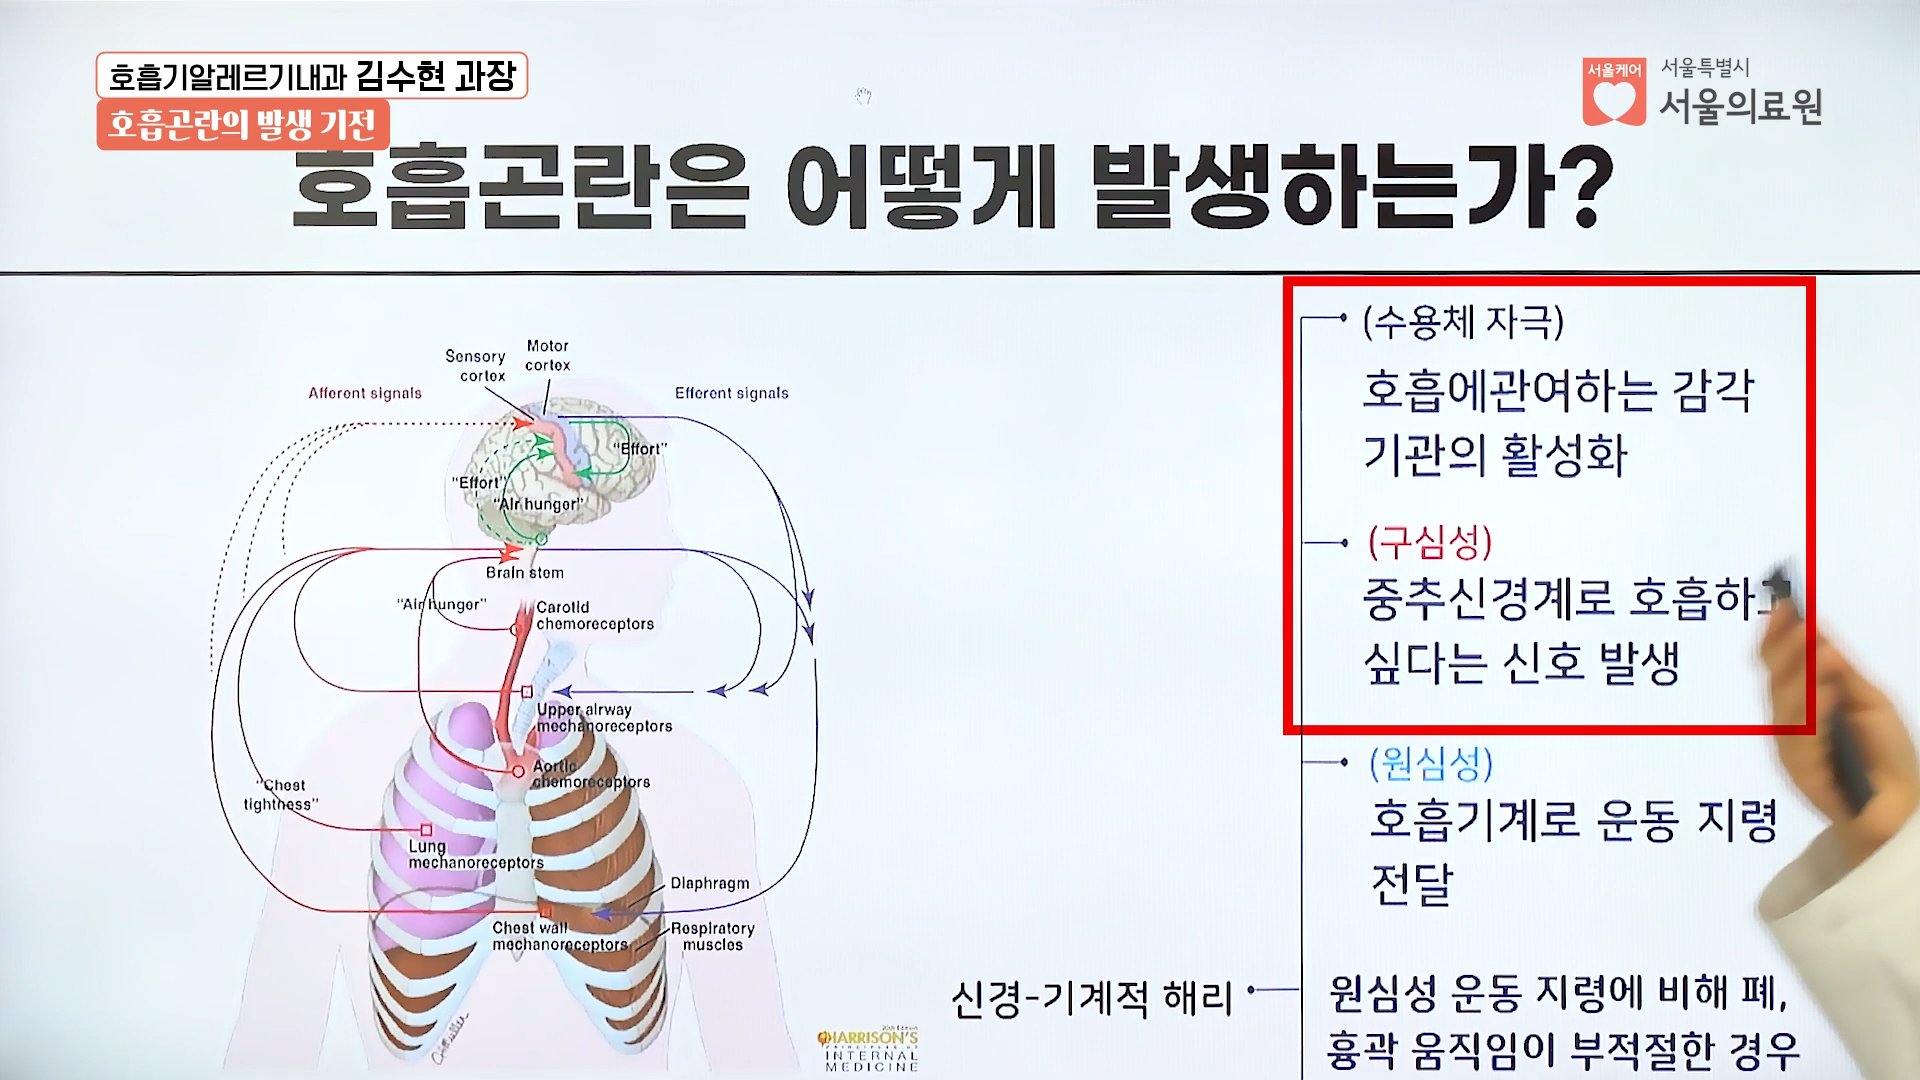 호흡기알레르기내과 김수현 과장
호흡곤란의 발생 기전
서울케어
서울특별시
서울의료원
호흡곤란은 어떻게 발생하는가?
Motor
cortex
Sensory
cortex
Afferent signals
Efferent signals
"Effort"
"Effort"
"Air hunger"
Brain stem
"Air hunger"
Carotid
chemoreceptors
Upper airway
mechanoreceptors
Aortic
chemoreceptors
"Chest
tightness"
Lung
mechanoreceptors
Diaphragm
Chest wall
mechanoreceptors
Respiratory
muscles
20th Edition
HARRISON'S
PRINCIPLES OF
INTERNAL
MEDICINE
(수용체 자극)
호흡에관여하는 감각
기관의 활성화
(구심성)
중추신경계로 호흡하고
싶다는 신호 발생
(원심성)
호흡기계로 운동 지령
전달
신경-기계적 해리
원심성 운동 지령에 비해 폐,
흉곽 움직임이 부적절한 경우